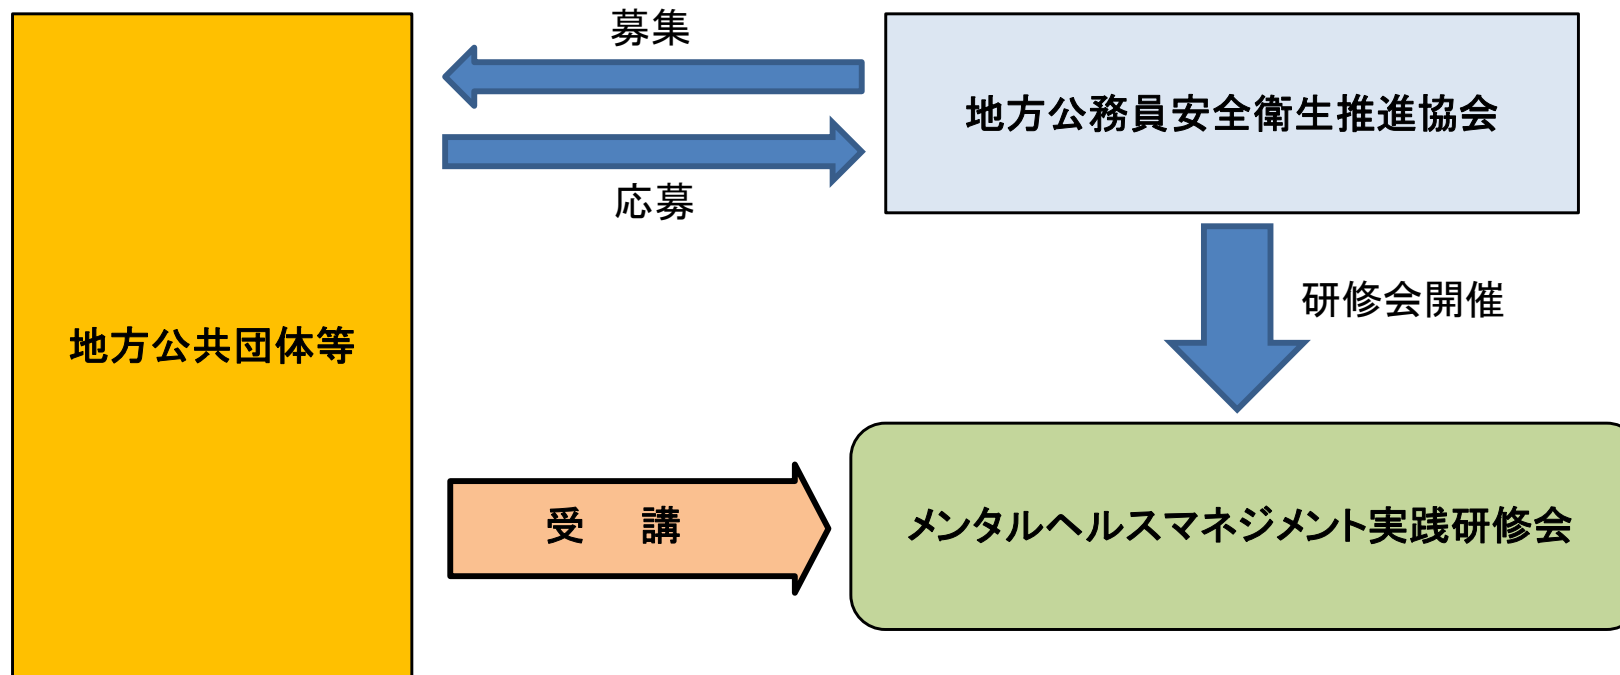 募集
地方公務員安全衛生推進協会
応募
研修会開催
地方公共団体等
受　講
メンタルヘルスマネジメント実践研修会